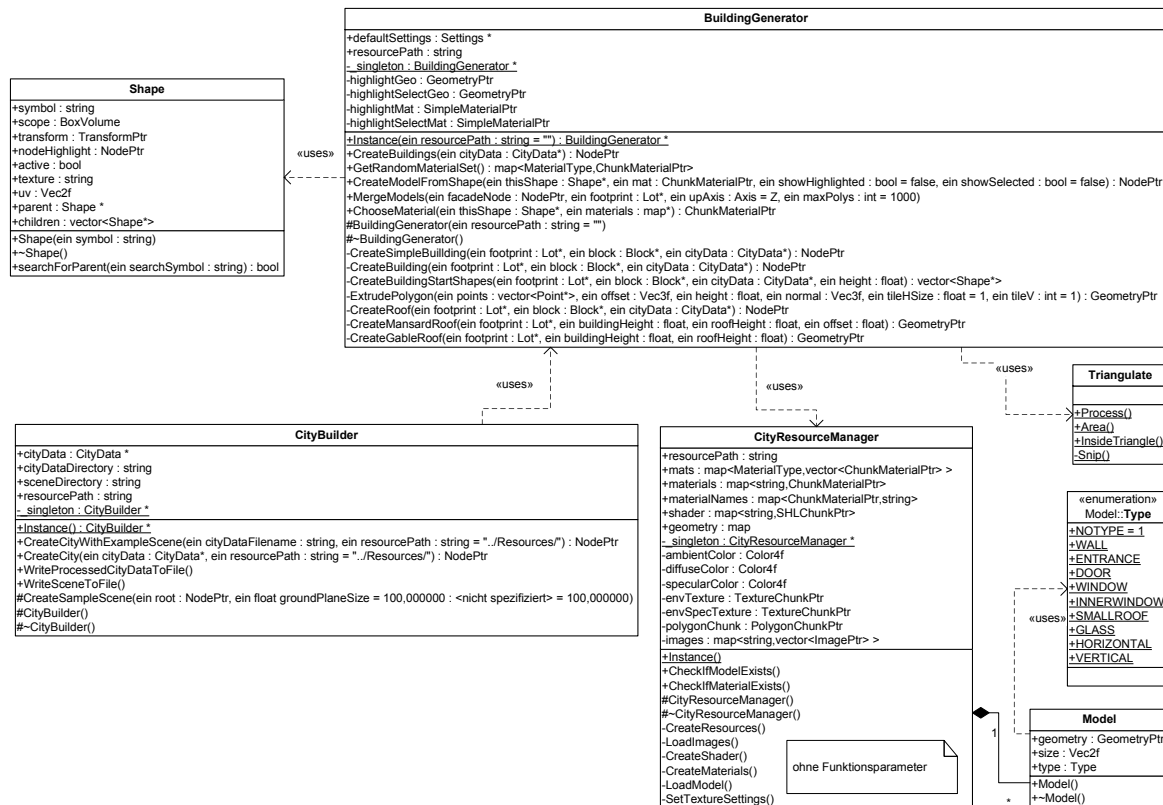 BuildingGenerator
+defaultSettings : Settings *
+resourcePath : string
-_singleton : BuildingGenerator *
-highlightGeo : GeometryPtr
-highlightSelectGeo : GeometryPtr
-highlightMat : SimpleMaterialPtr
-highlightSelectMat : SimpleMaterialPtr
+Instance(ein resourcePath : string = "") : BuildingGenerator *
+CreateBuildings(ein cityData : CityData*) : NodePtr
+GetRandomMaterialSet() : map<MaterialType,ChunkMaterialPtr>
+CreateModelFromShape(ein thisShape : Shape*, ein mat : ChunkMaterialPtr, ein showHighlighted : bool = false, ein showSelected : bool = false) : NodePtr
+MergeModels(ein facadeNode : NodePtr, ein footprint : Lot*, ein upAxis : Axis = Z, ein maxPolys : int = 1000)
+ChooseMaterial(ein thisShape : Shape*, ein materials : map*) : ChunkMaterialPtr
#BuildingGenerator(ein resourcePath : string = "")
#~BuildingGenerator()
-CreateSimpleBuillding(ein footprint : Lot*, ein block : Block*, ein cityData : CityData*) : NodePtr
-CreateBuilding(ein footprint : Lot*, ein block : Block*, ein cityData : CityData*) : NodePtr
-CreateBuildingStartShapes(ein footprint : Lot*, ein block : Block*, ein cityData : CityData*, ein height : float) : vector<Shape*>
-ExtrudePolygon(ein points : vector<Point*>, ein offset : Vec3f, ein height : float, ein normal : Vec3f, ein tileHSize : float = 1, ein tileV : int = 1) : GeometryPtr
-CreateRoof(ein footprint : Lot*, ein block : Block*, ein cityData : CityData*) : NodePtr
-CreateMansardRoof(ein footprint : Lot*, ein buildingHeight : float, ein roofHeight : float, ein offset : float) : GeometryPtr
-CreateGableRoof(ein footprint : Lot*, ein buildingHeight : float, ein roofHeight : float) : GeometryPtr
Shape
+symbol : string
+scope : BoxVolume
+transform : TransformPtr
+nodeHighlight : NodePtr
+active : bool
+texture : string
+uv : Vec2f
+parent : Shape *
+children : vector<Shape*>
+Shape(ein symbol : string)
+~Shape()
+searchForParent(ein searchSymbol : string) : bool
«uses»
«uses»
«uses»
«uses»
Triangulate
+Process()
+Area()
+InsideTriangle()
-Snip()
CityBuilder
+cityData : CityData *
+cityDataDirectory : string
+sceneDirectory : string
+resourcePath : string
-_singleton : CityBuilder *
+Instance() : CityBuilder *
+CreateCityWithExampleScene(ein cityDataFilename : string, ein resourcePath : string = "../Resources/") : NodePtr
+CreateCity(ein cityData : CityData*, ein resourcePath : string = "../Resources/") : NodePtr
+WriteProcessedCityDataToFile()
+WriteSceneToFile()
#CreateSampleScene(ein root : NodePtr, ein float groundPlaneSize = 100,000000 : <nicht spezifiziert> = 100,000000)
#CityBuilder()
#~CityBuilder()
CityResourceManager
+resourcePath : string
+mats : map<MaterialType,vector<ChunkMaterialPtr> >
+materials : map<string,ChunkMaterialPtr>
+materialNames : map<ChunkMaterialPtr,string>
+shader : map<string,SHLChunkPtr>
+geometry : map
-_singleton : CityResourceManager *
-ambientColor : Color4f
-diffuseColor : Color4f
-specularColor : Color4f
-envTexture : TextureChunkPtr
-envSpecTexture : TextureChunkPtr
-polygonChunk : PolygonChunkPtr
-images : map<string,vector<ImagePtr> >
+Instance()
+CheckIfModelExists()
+CheckIfMaterialExists()
#CityResourceManager()
#~CityResourceManager()
-CreateResources()
-LoadImages()
-CreateShader()
-CreateMaterials()
-LoadModel()
-SetTextureSettings()
ohne Funktionsparameter
«enumeration»
Model::Type
+NOTYPE = 1
+WALL
+ENTRANCE
+DOOR
+WINDOW
+INNERWINDOW
+SMALLROOF
+GLASS
+HORIZONTAL
+VERTICAL
«uses»
1
*
Model
+geometry : GeometryPtr
+size : Vec2f
+type : Type
+Model()
+~Model()